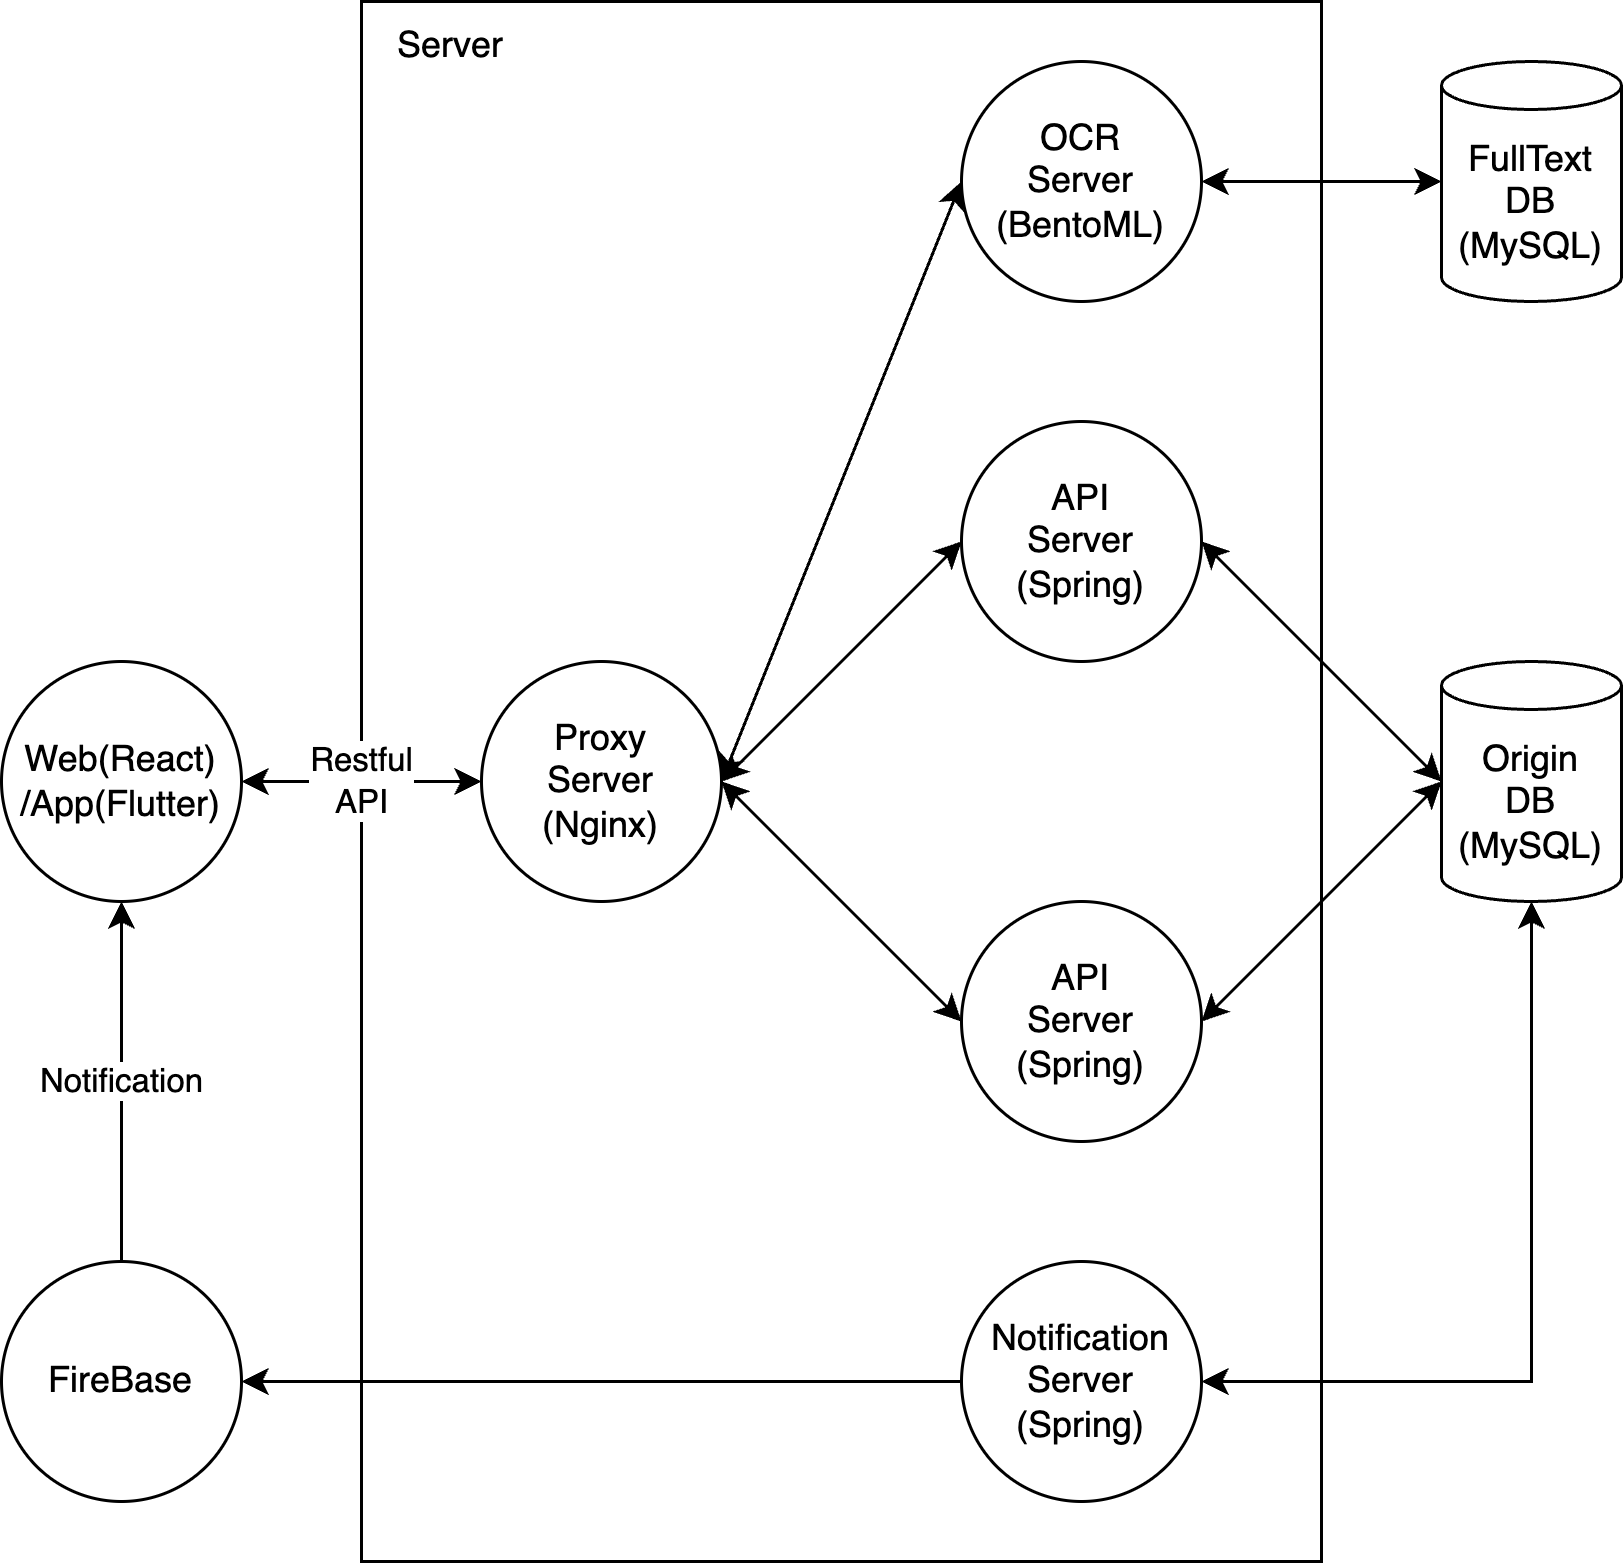 Server
OCR
Server
(BentoML)
FullText
DB
(MySQL)
API
Server
(Spring)
Web(React)
/App(Flutter)
Restful
API
Proxy
Server
(Nginx)
Origin
DB
(MySQL)
API
Server
(Spring)
Notification
FireBase
Notification
Server
(Spring)